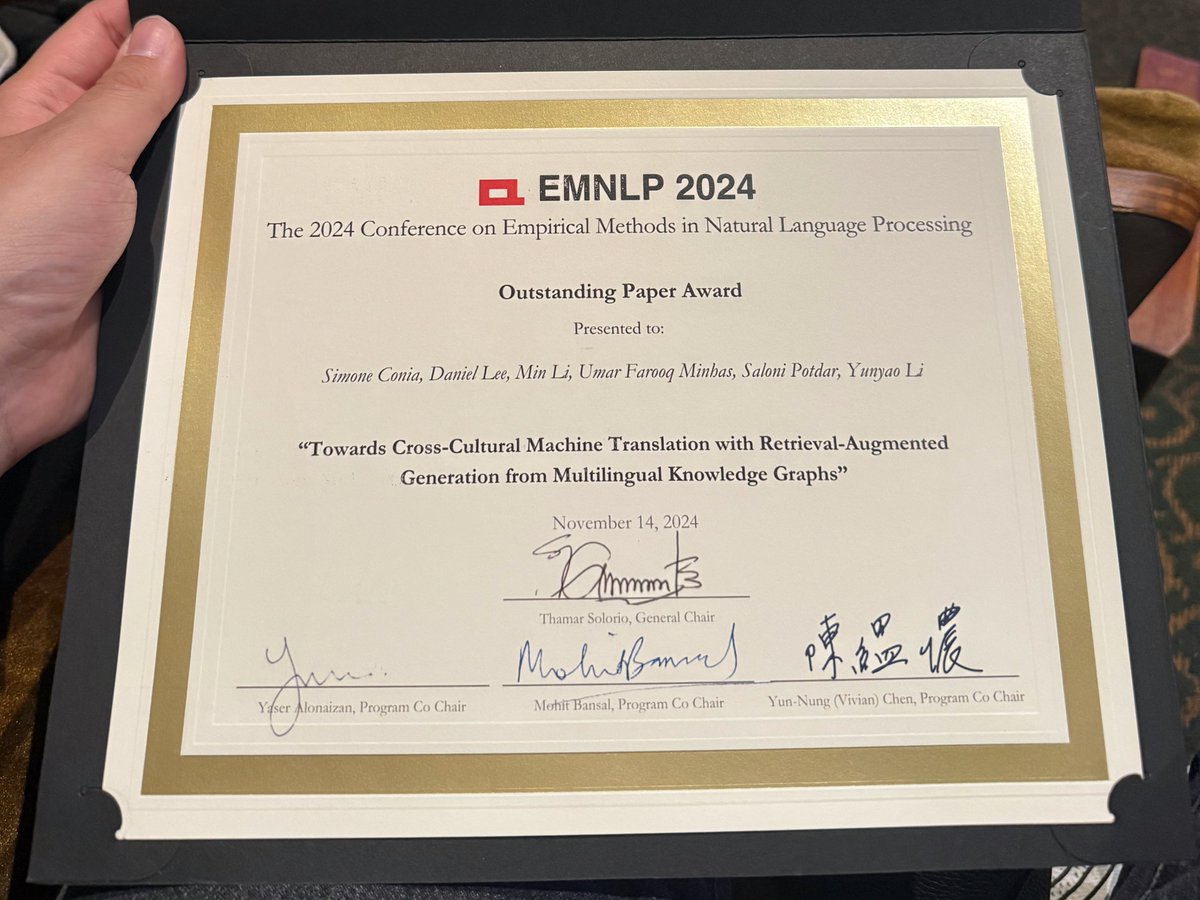 EMNLP 2024
The 2024 Conference on Empirical Methods in Natural Language Processing
Outstanding Paper Award
Presented to:
Simone Conia, Daniel Lee, Min Li, Umar Farooq Minhas, Saloni Potdar, Yunyao Li
“Towards Cross-Cultural Machine Translation with Retrieval-Augmented
Generation from Multilingual Knowledge Graphs”
November 14, 2024
Thamar Solorio, General Chair
Mohit Bansal 陳縕儂
Yaser Alonaizan, Program Co Chair Mohit Bansal, Program Co Chair Yun-Nung (Vivian) Chen, Program Co Chair